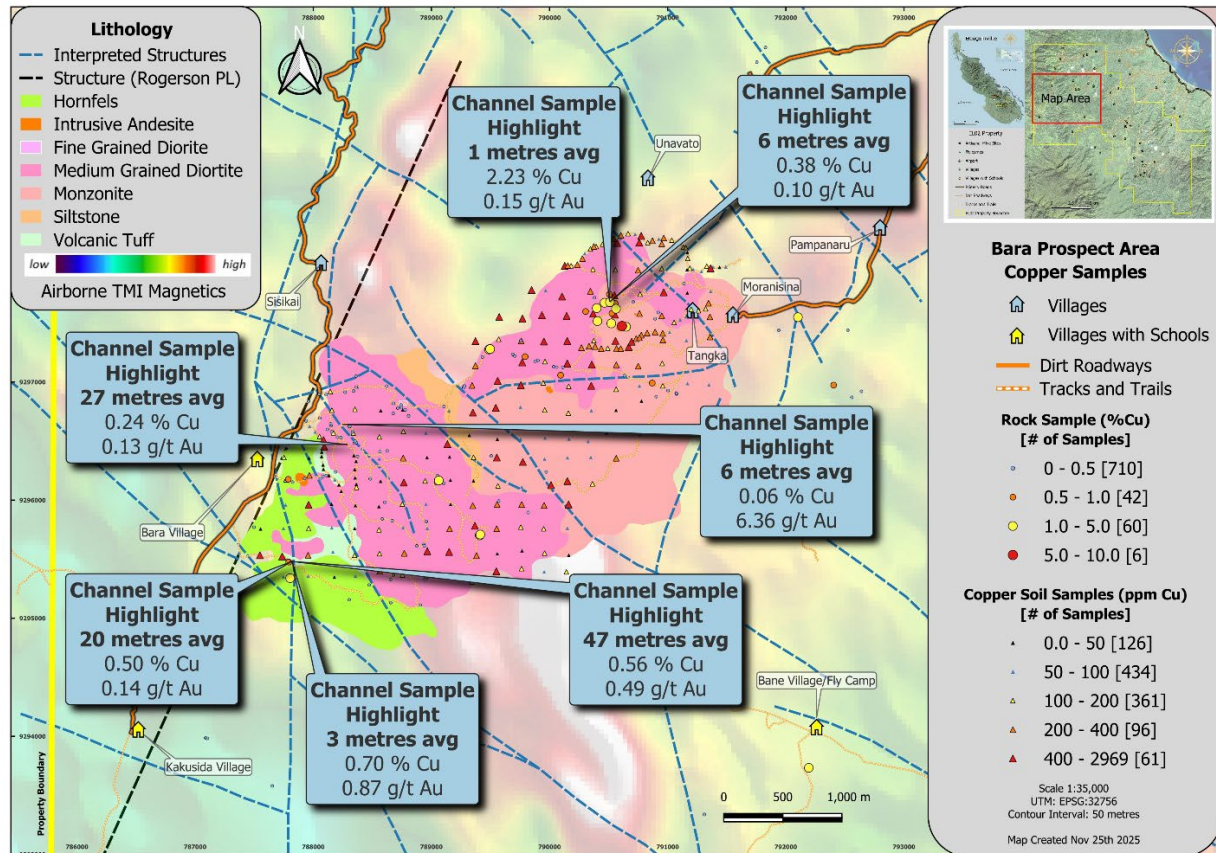 788000
789000
790000
791000
792000
793000
Lithology
Interpreted Structures
Structure (Rogerson PL)
Hornfels
Intrusive Andesite
Fine Grained Diorite
Medium Grained Diortite
Monzonite
Siltstone
Volcanic Tuff
low
high
Airborne TMI Magnetics
N
Channel Sample
Highlight
1 metres avg
2.23 % Cu
0.15 g/t Au
Channel Sample
Highlight
6 metres avg
0.38 % Cu
0.10 g/t Au
Unavato
Pampanaru
Sisikai
Moranisina
Tangka
Channel Sample
Highlight
27 metres avg
0.24 % Cu
0.13 g/t Au
Channel Sample
Highlight
6 metres avg
0.06 % Cu
6.36 g/t Au
Bara Village
Channel Sample
Highlight
20 metres avg
0.50 % Cu
0.14 g/t Au
Channel Sample
Highlight
3 metres avg
0.70 % Cu
0.87 g/t Au
Channel Sample
Highlight
47 metres avg
0.56 % Cu
0.49 g/t Au
Bane Village/Fly Camp
Kakusida Village
Property Boundary
9297000
9296000
9295000
9294000
786000
787000
788000
789000
790000
791000
792000
793000
0
500
1,000 m
Map Area
Bara Prospect Area
Copper Samples
Villages
Villages with Schools
Dirt Roadways
Tracks and Trails
Rock Sample (%Cu)
[# of Samples]
0 - 0.5 [710]
0.5 - 1.0 [42]
1.0 - 5.0 [60]
5.0 - 10.0 [6]
Copper Soil Samples (ppm Cu)
[# of Samples]
0.0 - 50 [126]
50 - 100 [434]
100 - 200 [361]
200 - 400 [96]
400 - 2969 [61]
Scale 1:35,000
UTM: EPSG:32756
Contour Interval: 50 metres
Map Created Nov 25th 2025